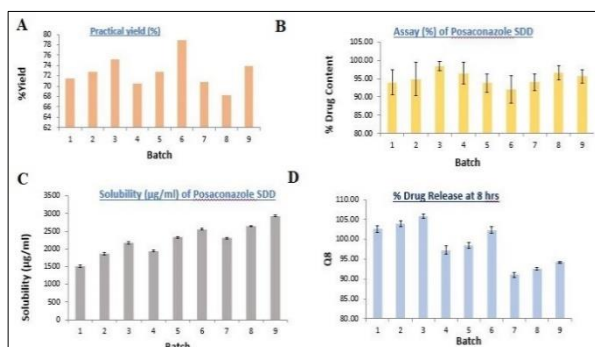 A
Practical yield (%)
%Yield
80
78
76
74
72
70
68
66
64
62
1 2 3 4 5 6 7 8 9
Batch
B
Assay (%) of Posaconazole SDD
% Drug Content
105.00
100.00
95.00
90.00
85.00
80.00
1 2 3 4 5 6 7 8 9
Batch
C
Solubility (µg/ml) of Posaconazole SDD
Solubility (µg/ml)
3500
3000
2500
2000
1500
1000
500
0
1 2 3 4 5 6 7 8 9
Batch
D
% Drug Release at 8 hrs
Q8
110.00
105.00
100.00
95.00
90.00
85.00
80.00
1 2 3 4 5 6 7 8 9
Batch